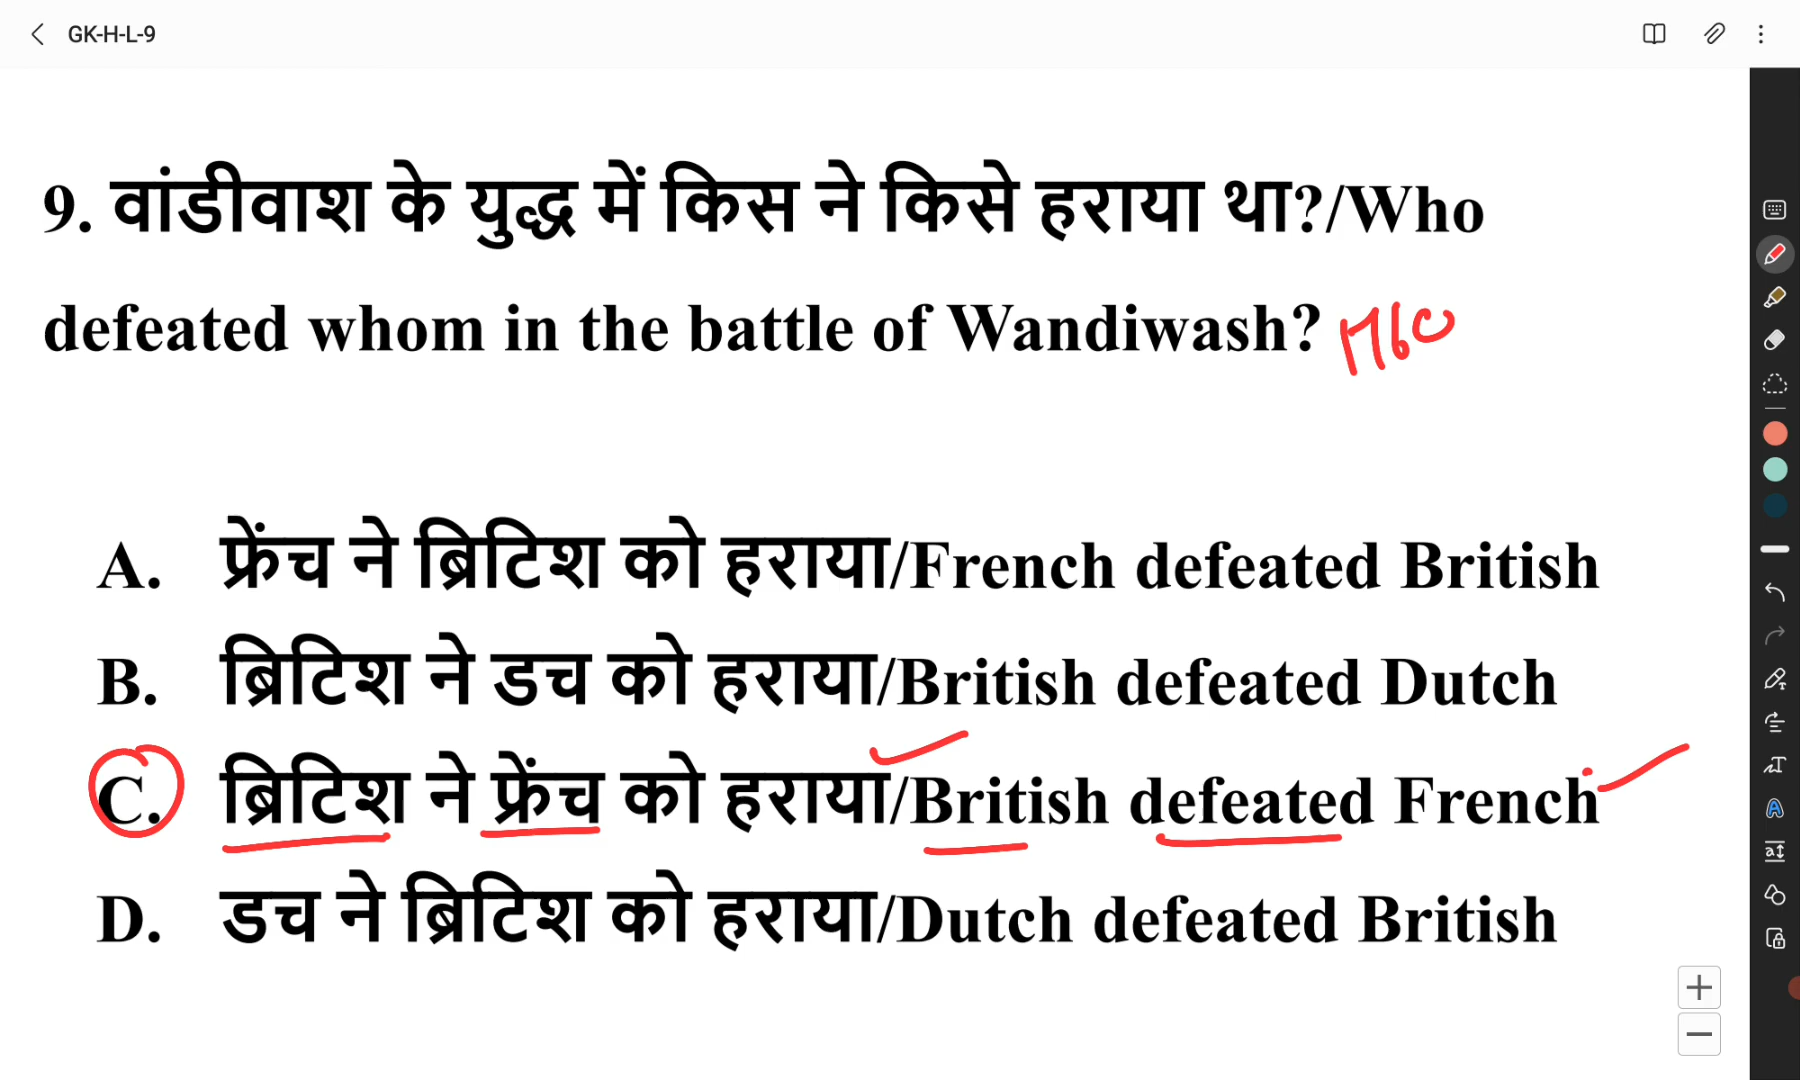 GK-H-L-9
9. वांडीवाश के युद्ध में किस ने किसे हराया था?/Who
defeated whom in the battle of Wandiwash? 1760
A. फ्रेंच ने ब्रिटिश को हराया/French defeated British
B. ब्रिटिश ने डच को हराया/British defeated Dutch
C. ब्रिटिश ने फ्रेंच को हराया/British defeated French
D. डच ने ब्रिटिश को हराया/Dutch defeated British